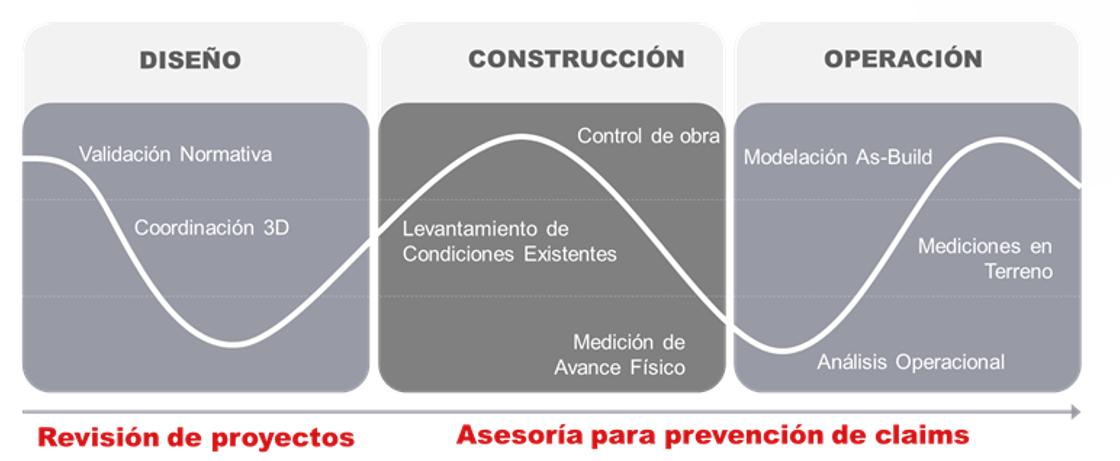 DISEÑO
Validación Normativa
Coordinación 3D
CONSTRUCCIÓN
Control de obra
Levantamiento de
Condiciones Existentes
Medición de
Avance Físico
OPERACIÓN
Modelación As-Build
Mediciones en
Terreno
Análisis Operacional
Revisión de proyectos
Asesoría para prevención de claims